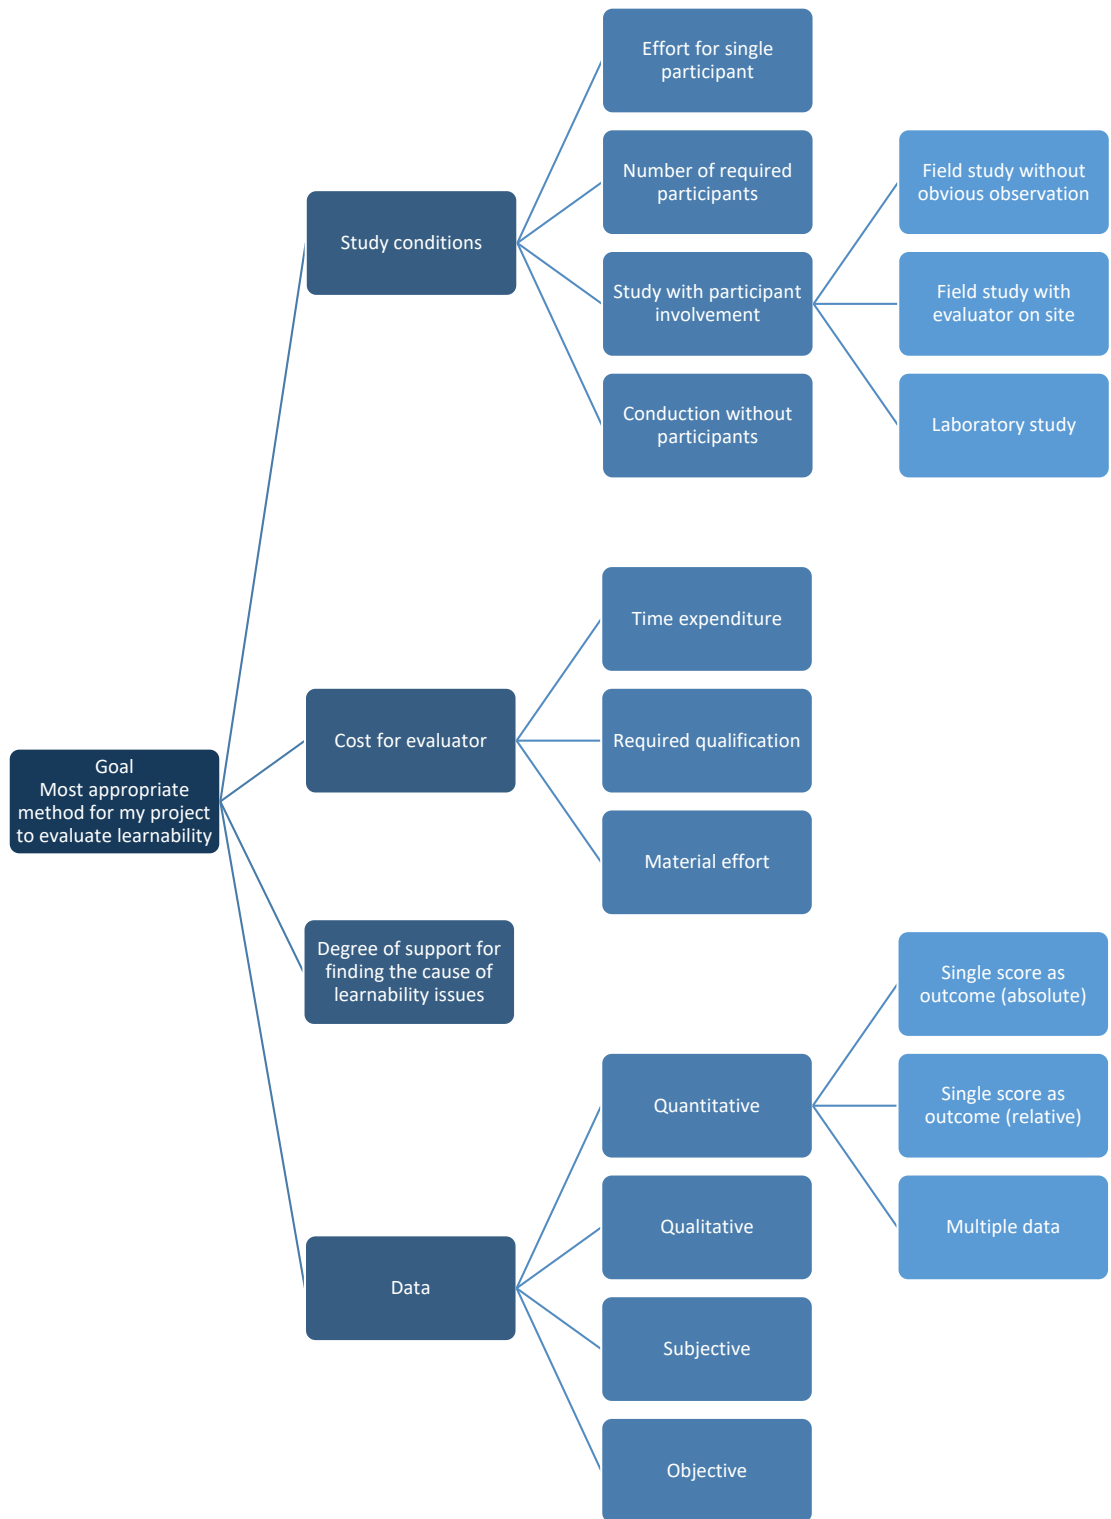 Effort for single
participant
Number of required
participants
Field study without
obvious observation
Study conditions
Study with participant
involvement
Field study with
evaluator on site
Conduction without
participants
Laboratory study
Time expenditure
Cost for evaluator
Required qualification
Goal
Most appropriate
method for my project
to evaluate learnability
Material effort
Degree of support for
finding the cause of
learnability issues
Single score as
outcome (absolute)
Quantitative
Single score as
outcome (relative)
Qualitative
Multiple data
Data
Subjective
Objective